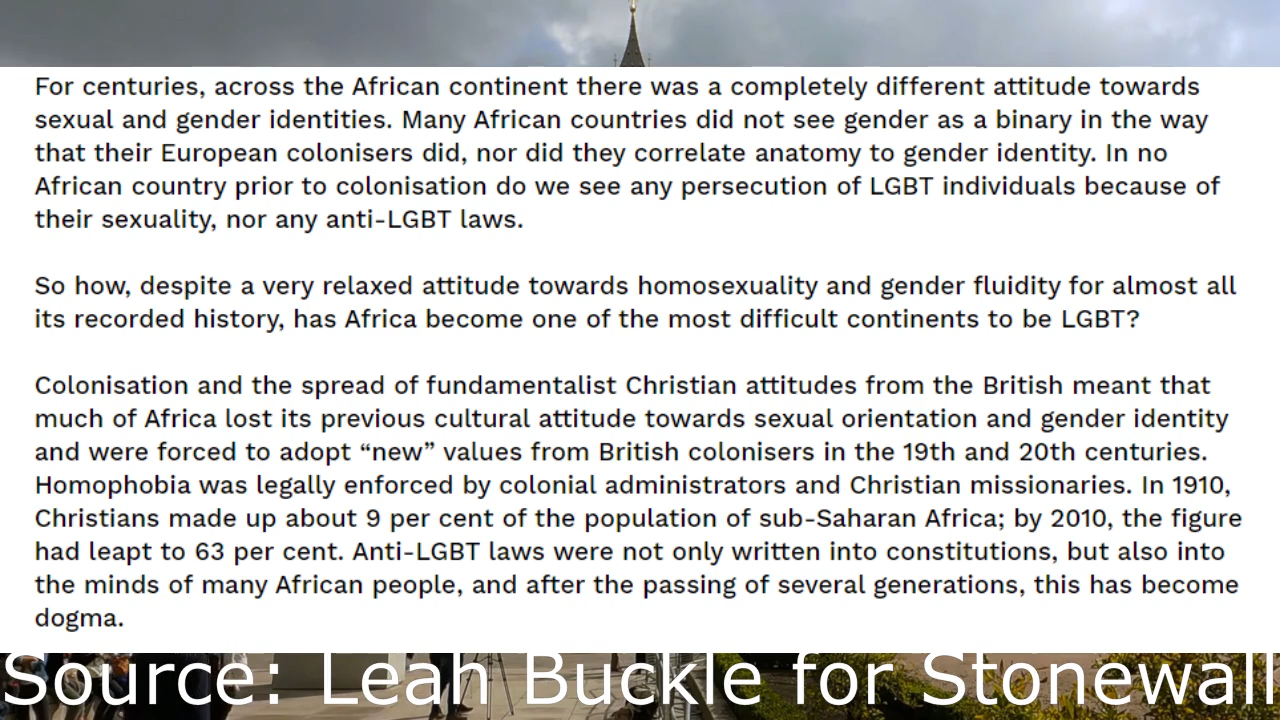 For centuries, across the African continent there was a completely different attitude towards
sexual and gender identities. Many African countries did not see gender as a binary in the way
that their European colonisers did, nor did they correlate anatomy to gender identity. In no
African country prior to colonisation do we see any persecution of LGBT individuals because of
their sexuality, nor any anti-LGBT laws.
So how, despite a very relaxed attitude towards homosexuality and gender fluidity for almost all
its recorded history, has Africa become one of the most difficult continents to be LGBT?
Colonisation and the spread of fundamentalist Christian attitudes from the British meant that
much of Africa lost its previous cultural attitude towards sexual orientation and gender identity
and were forced to adopt “new” values from British colonisers in the 19th and 20th centuries.
Homophobia was legally enforced by colonial administrators and Christian missionaries. In 1910,
Christians made up about 9 per cent of the population of sub-Saharan Africa; by 2010, the figure
had leapt to 63 per cent. Anti-LGBT laws were not only written into constitutions, but also into
the minds of many African people, and after the passing of several generations, this has become
dogma.
Source: Leah Buckle for Stonewall